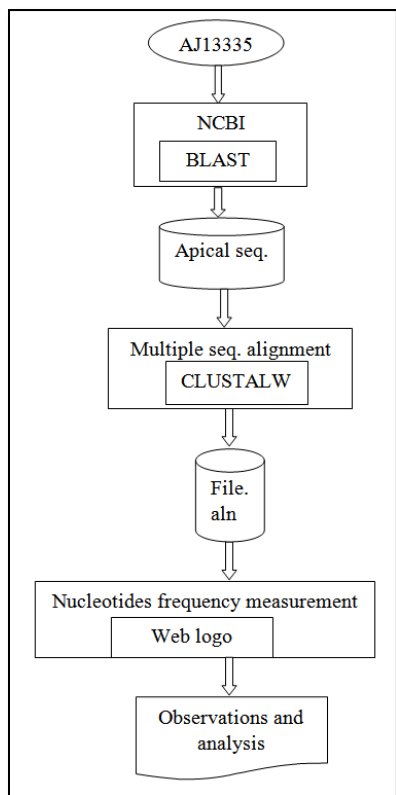 AJ13335
NCBI
BLAST
Apical seq.
Multiple seq. alignment
CLUSTALW
File.
aln
Nucleotides frequency measurement
Web logo
Observations and
analysis